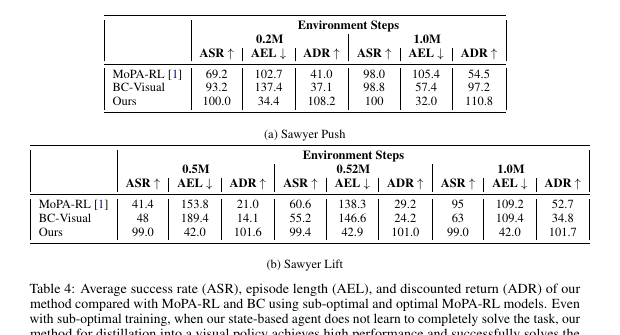 Environment Steps
0.2M 1.0M
ASR ↑ AEL ↓ ADR ↑ ASR ↑ AEL ↓ ADR ↑
MoPA-RL [1] 69.2 102.7 41.0 98.0 105.4 54.5
BC-Visual 93.2 137.4 37.1 98.8 57.4 97.2
Ours 100.0 34.4 108.2 100 32.0 110.8
(a) Sawyer Push
Environment Steps
0.5M 0.52M 1.0M
ASR ↑ AEL ↓ ADR ↑ ASR ↑ AEL ↓ ADR ↑ ASR ↑ AEL ↓ ADR ↑
MoPA-RL [1] 41.4 153.8 21.0 60.6 138.3 29.2 95 109.2 52.7
BC-Visual 48 189.4 14.1 55.2 146.6 24.2 63 109.4 34.8
Ours 99.0 42.0 101.6 99.4 42.9 101.0 99.0 42.0 101.7
(b) Sawyer Lift
Table 4: Average success rate (ASR), episode length (AEL), and discounted return (ADR) of our
method compared with MoPA-RL and BC using sub-optimal and optimal MoPA-RL models. Even
with sub-optimal training, when our state-based agent does not learn to completely solve the task, our
method for distillation into a visual policy achieves high performance and successfully solves the